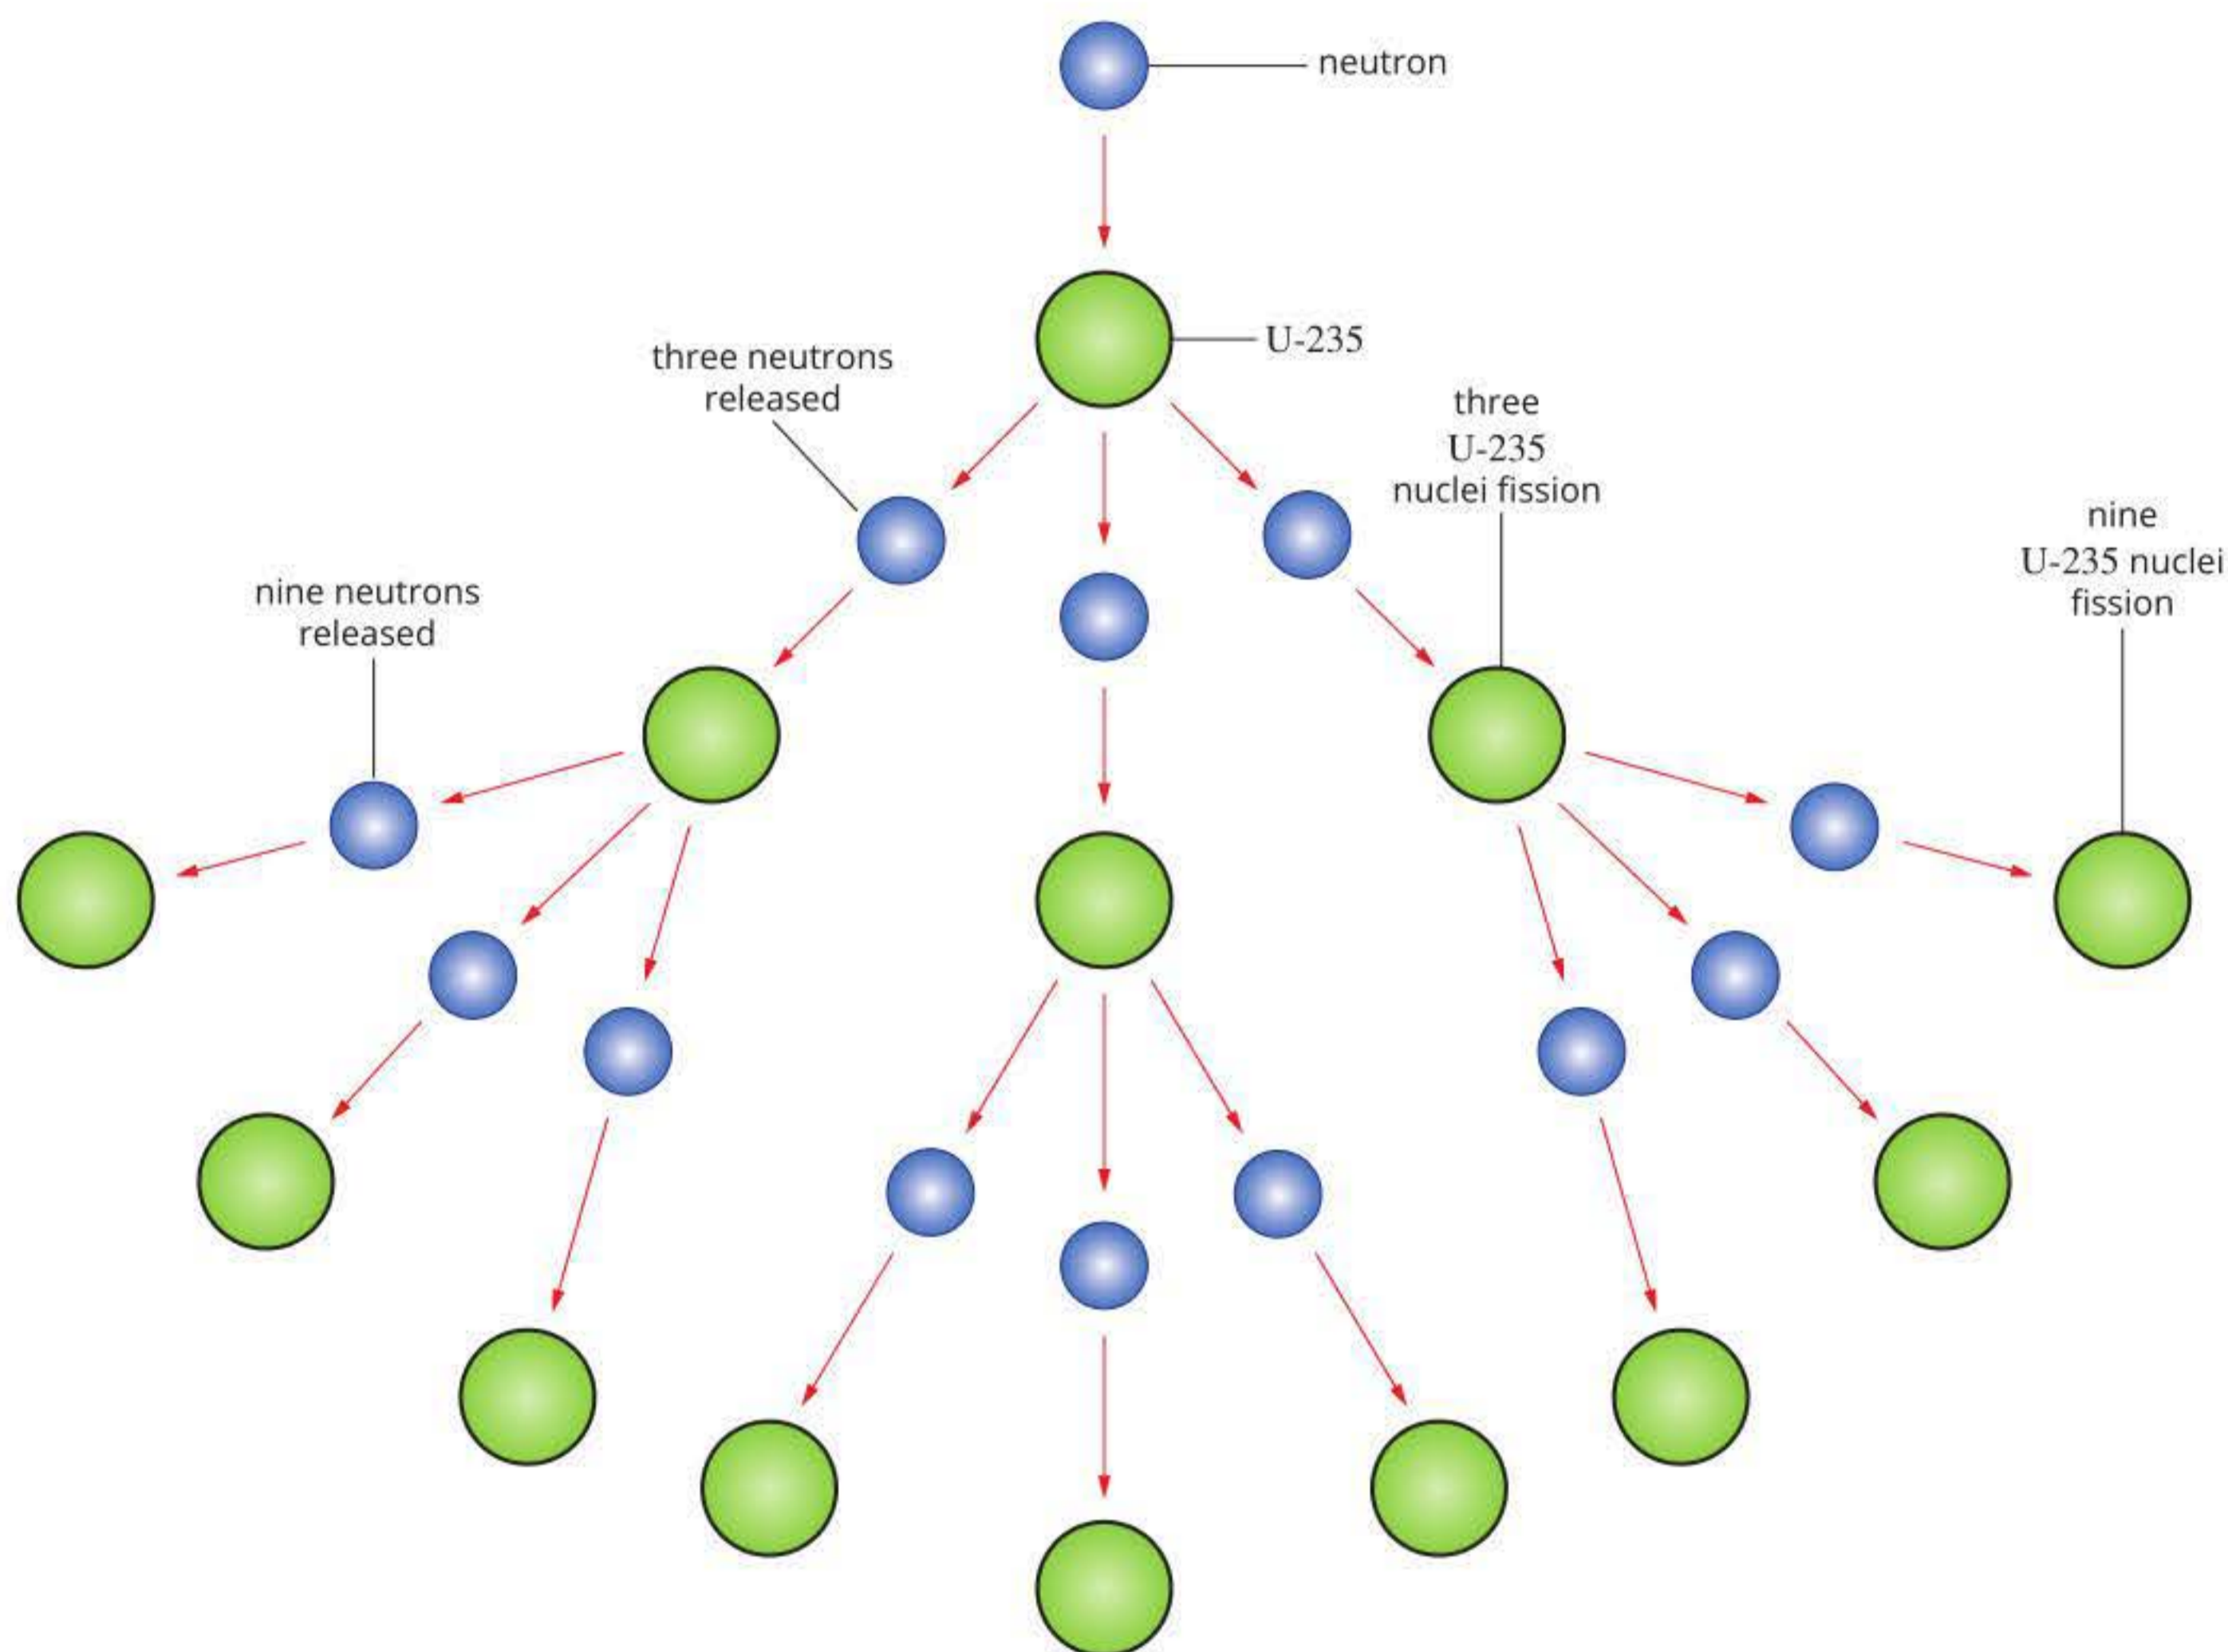 neutron
U-235
three neutrons
released
three
U-235
nuclei fission
nine
U-235 nuclei
fission
nine neutrons
released